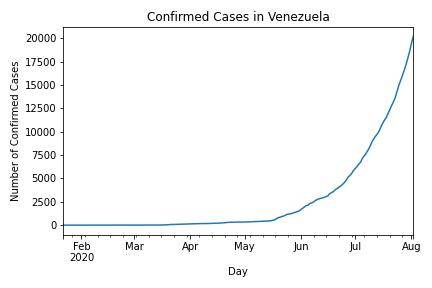 Confirmed Cases in Venezuela
Number of Confirmed Cases
20000
17500
15000
12500
10000
7500
5000
2500
0
Feb Mar Apr May Jun Jul Aug
2020
Day